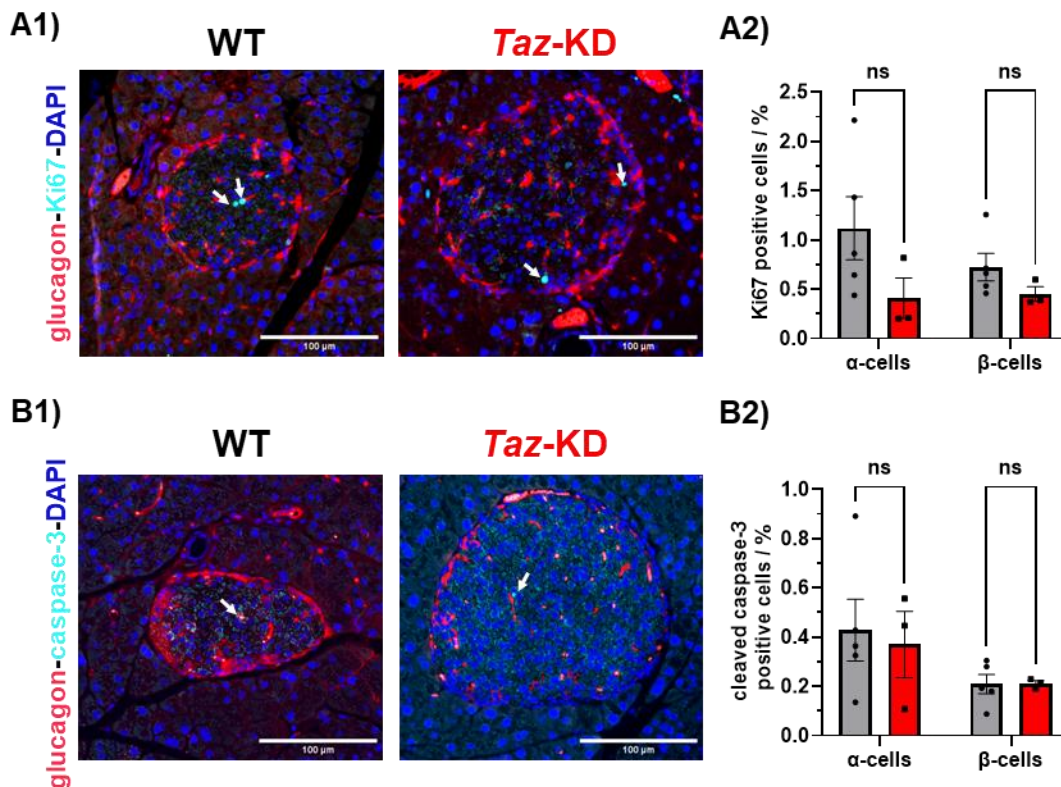 A1)
WT
Taz-KD
glucagon-Ki67-DAPI
100 µm
100 µm
A2)
ns
ns
Ki67 positive cells / %
2.5
2.0
1.5
1.0
0.5
0.0
α-cells
β-cells
B1)
WT
Taz-KD
glucagon-caspase-3-DAPI
100 µm
100 µm
B2)
ns
ns
cleaved caspase-3
positive cells / %
1.0
0.8
0.6
0.4
0.2
0.0
α-cells
β-cells